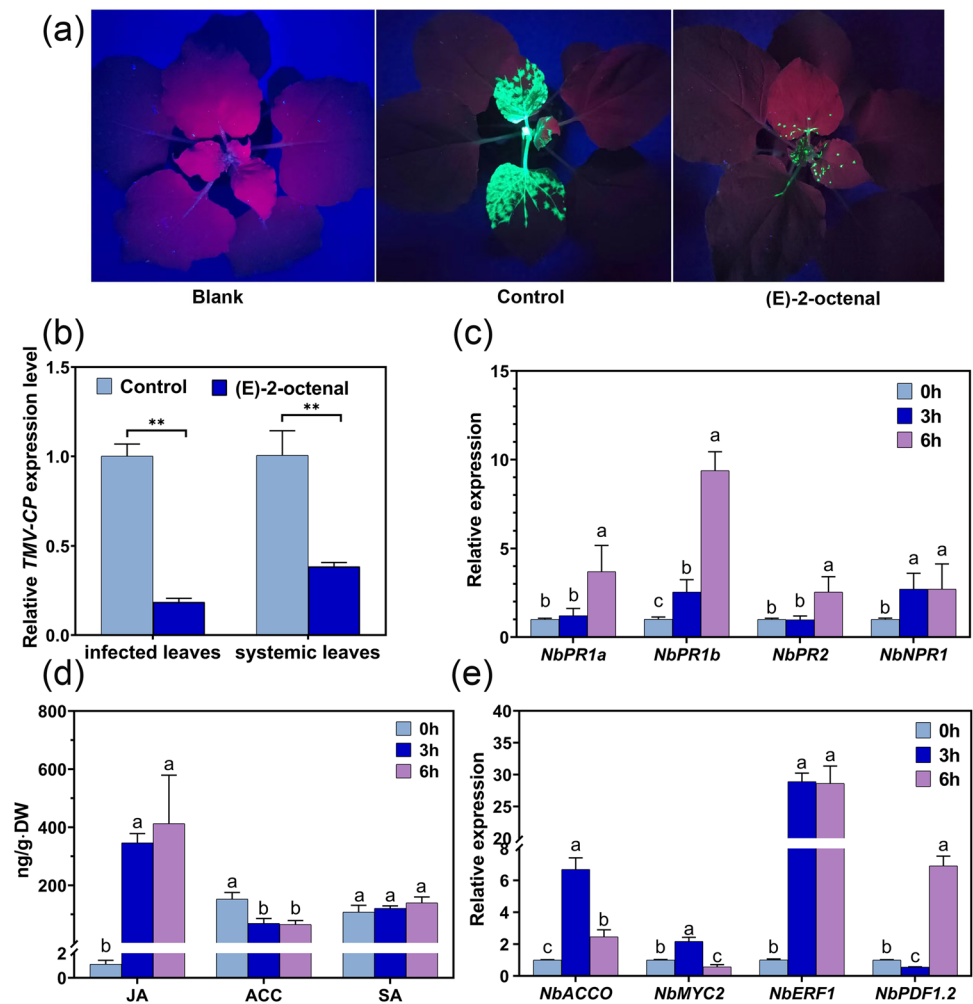 (a)
Blank
Control
(E)-2-octenal
(b)
Relative TMV-CP expression level
1.5
1.0
0.5
0.0
Control
(E)-2-octenal
**
**
infected leaves
systemic leaves
(c)
Relative expression
15
10
5
0
0h
3h
6h
b b a
c b a
b b a
b a a
NbPR1a
NbPR1b
NbPR2
NbNPR1
(d)
ng/g·DW
800
600
400
200
2
0
0h
3h
6h
b a a
a b b
a a a
JA
ACC
SA
(e)
Relative expression
40
35
30
25
20
8
6
4
2
0
0h
3h
6h
c a b
b a c
b a a
b c a
NbACCO
NbMYC2
NbERF1
NbPDF1.2